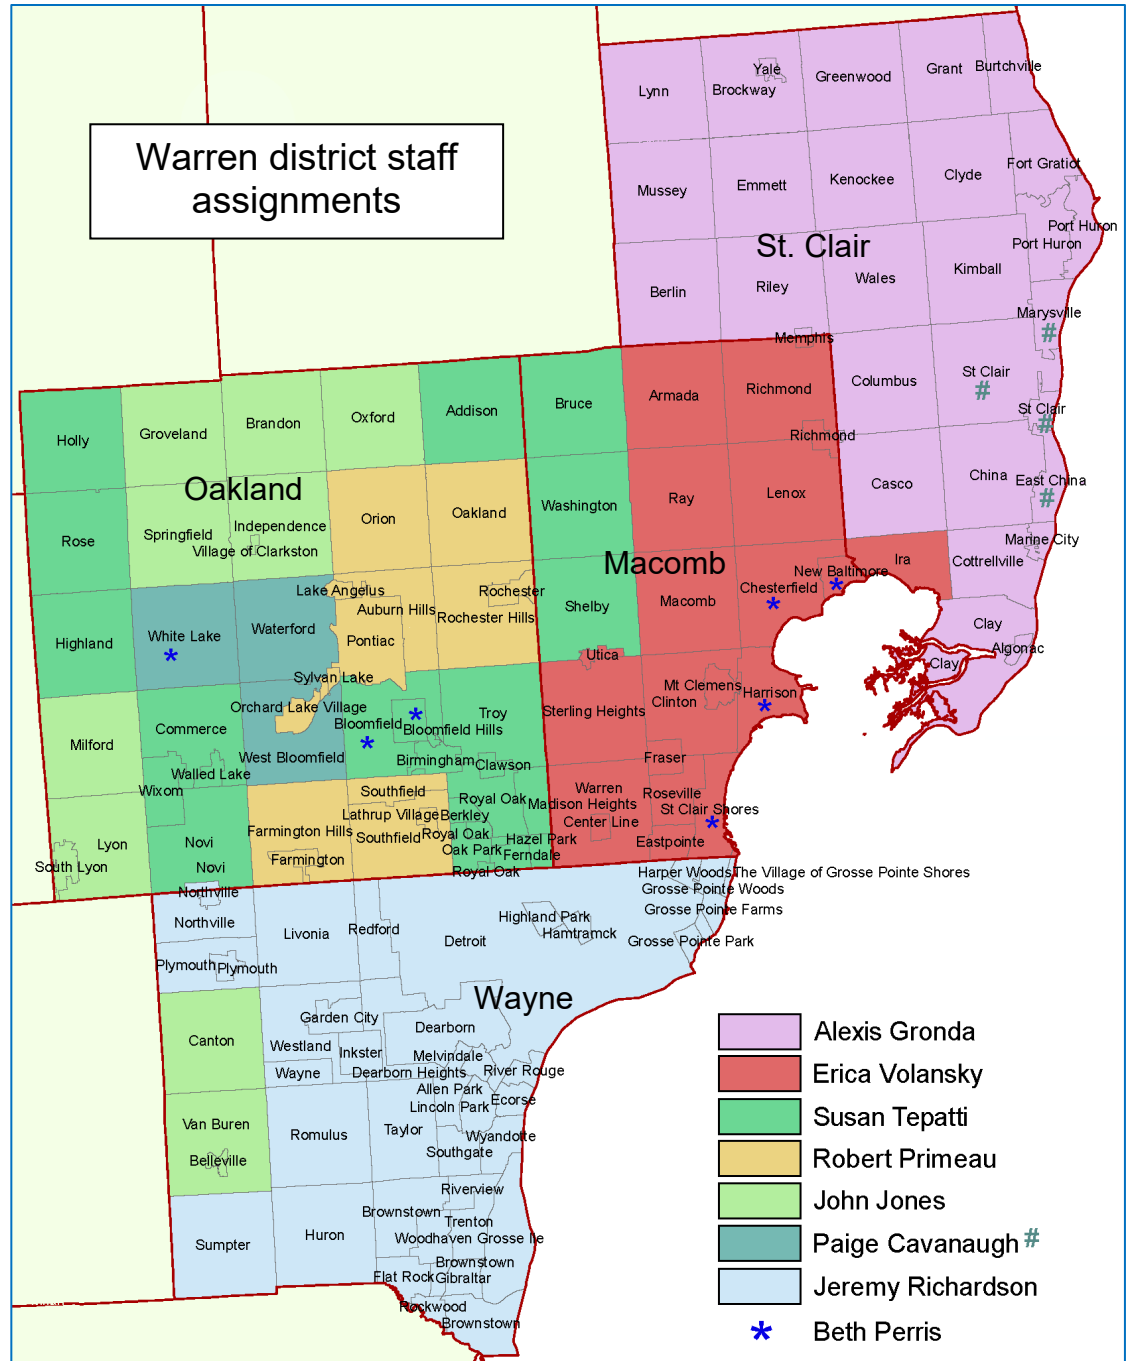 Warren district staff
assignments
Lynn
Yale
Brockway
Greenwood
Grant
Burtchville
Mussey
Emmett
Kenockee
Clyde
Fort Gratiot
Port Huron
Port Huron
St. Clair
Berlin
Riley
Wales
Kimball
Marysville
#
Memphis
Columbus
St Clair
#
St Clair
#
Casco
China
East China
#
Marine City
Cottrellville
Ira
Clay
Algonac
Clay
Holly
Groveland
Brandon
Oxford
Addison
Oakland
Rose
Springfield
Independence
Village of Clarkston
Orion
Oakland
Highland
White Lake
*
Waterford
Lake Angelus
Auburn Hills
Pontiac
Rochester
Rochester Hills
Sylvan Lake
Orchard Lake Village
Milford
Commerce
Walled Lake
Wixom
West Bloomfield
Bloomfield
*
*
Bloomfield Hills
Troy
Birmingham
Clawson
Lyon
South Lyon
Novi
Novi
Farmington Hills
Farmington
Southfield
Lathrup Village
Southfield
Royal Oak
Berkley
Royal Oak
Oak Park
Hazel Park
Ferndale
Royal Oak
Madison Heights
Bruce
Armada
Richmond
Richmond
Washington
Ray
Lenox
Macomb
Shelby
Macomb
Chesterfield
*
New Baltimore
*
Utica
Sterling Heights
Mt Clemens
Clinton
Harrison
*
Fraser
Warren
Center Line
Roseville
St Clair Shores
*
Eastpointe
Northville
Northville
Livonia
Redford
Detroit
Highland Park
Hamtramck
Harper Woods
The Village of Grosse Pointe Shores
Grosse Pointe Woods
Grosse Pointe Farms
Grosse Pointe Park
Plymouth
Plymouth
Wayne
Canton
Garden City
Westland
Inkster
Wayne
Dearborn
Dearborn Heights
Melvindale
River Rouge
Allen Park
Lincoln Park
Ecorse
Van Buren
Belleville
Romulus
Taylor
Wyandotte
Southgate
Sumpter
Huron
Riverview
Brownstown
Trenton
Woodhaven
Grosse Ile
Brownstown
Flat Rock
Gibraltar
Rockwood
Brownstown
Alexis Gronda
Erica Volansky
Susan Tepatti
Robert Primeau
John Jones
Paige Cavanaugh #
Jeremy Richardson
* Beth Perris